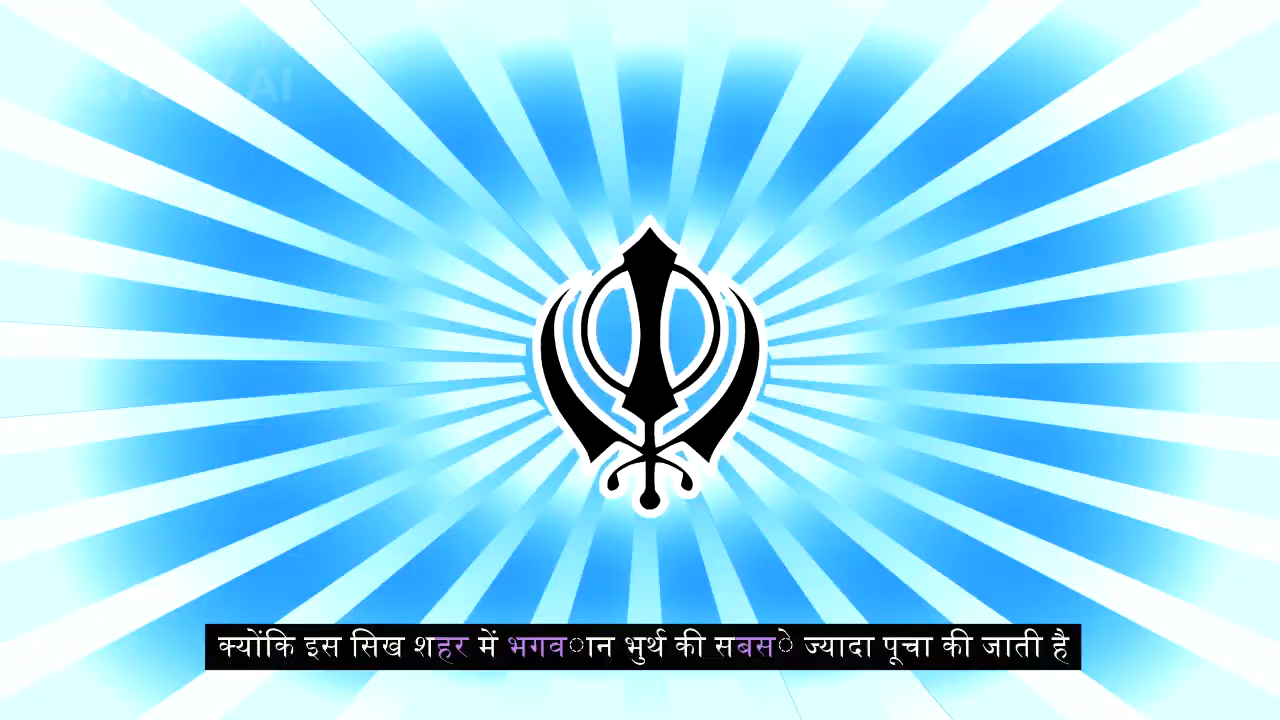 क्योंकि इस सिख शहर में भगवान भुर्थ की सबसे ज्यादा पूचा की जाती है